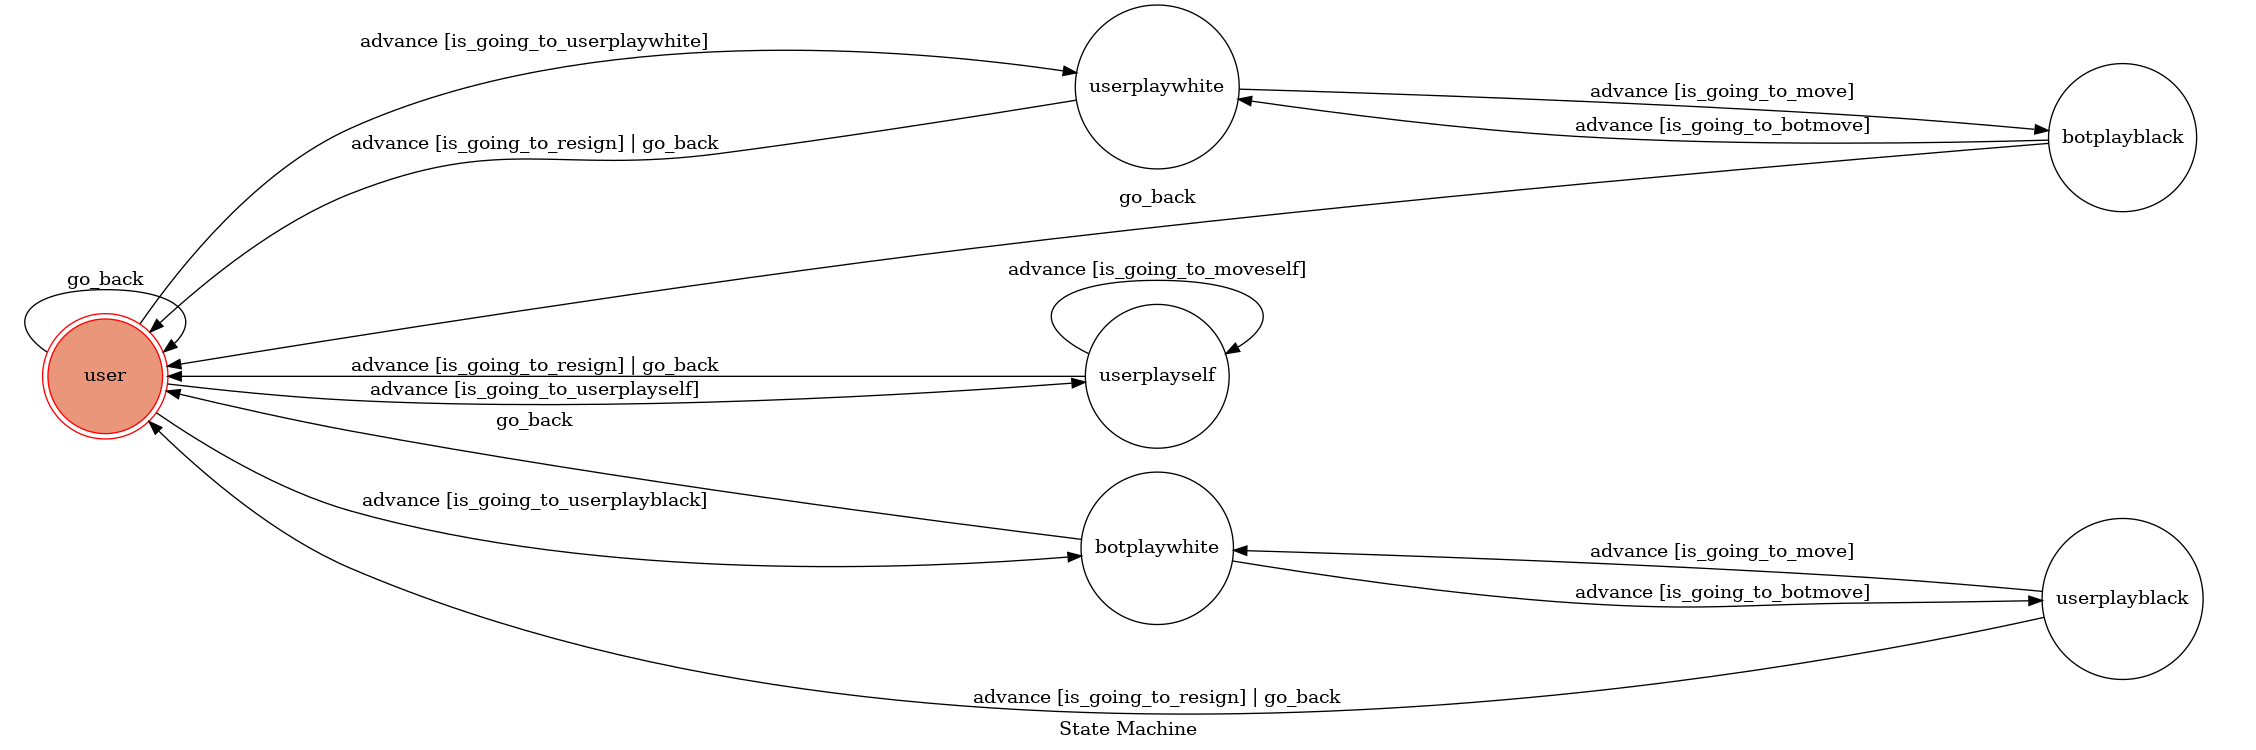 advance [is_going_to_userplaywhite]
userplaywhite
advance [is_going_to_move]
advance [is_going_to_botmove]
botplayblack
advance [is_going_to_resign] | go_back
go_back
advance [is_going_to_moveself]
go_back
user
advance [is_going_to_resign] | go_back
advance [is_going_to_userplayself]
userplayself
go_back
advance [is_going_to_userplayblack]
botplaywhite
advance [is_going_to_move]
advance [is_going_to_botmove]
userplayblack
advance [is_going_to_resign] | go_back
State Machine